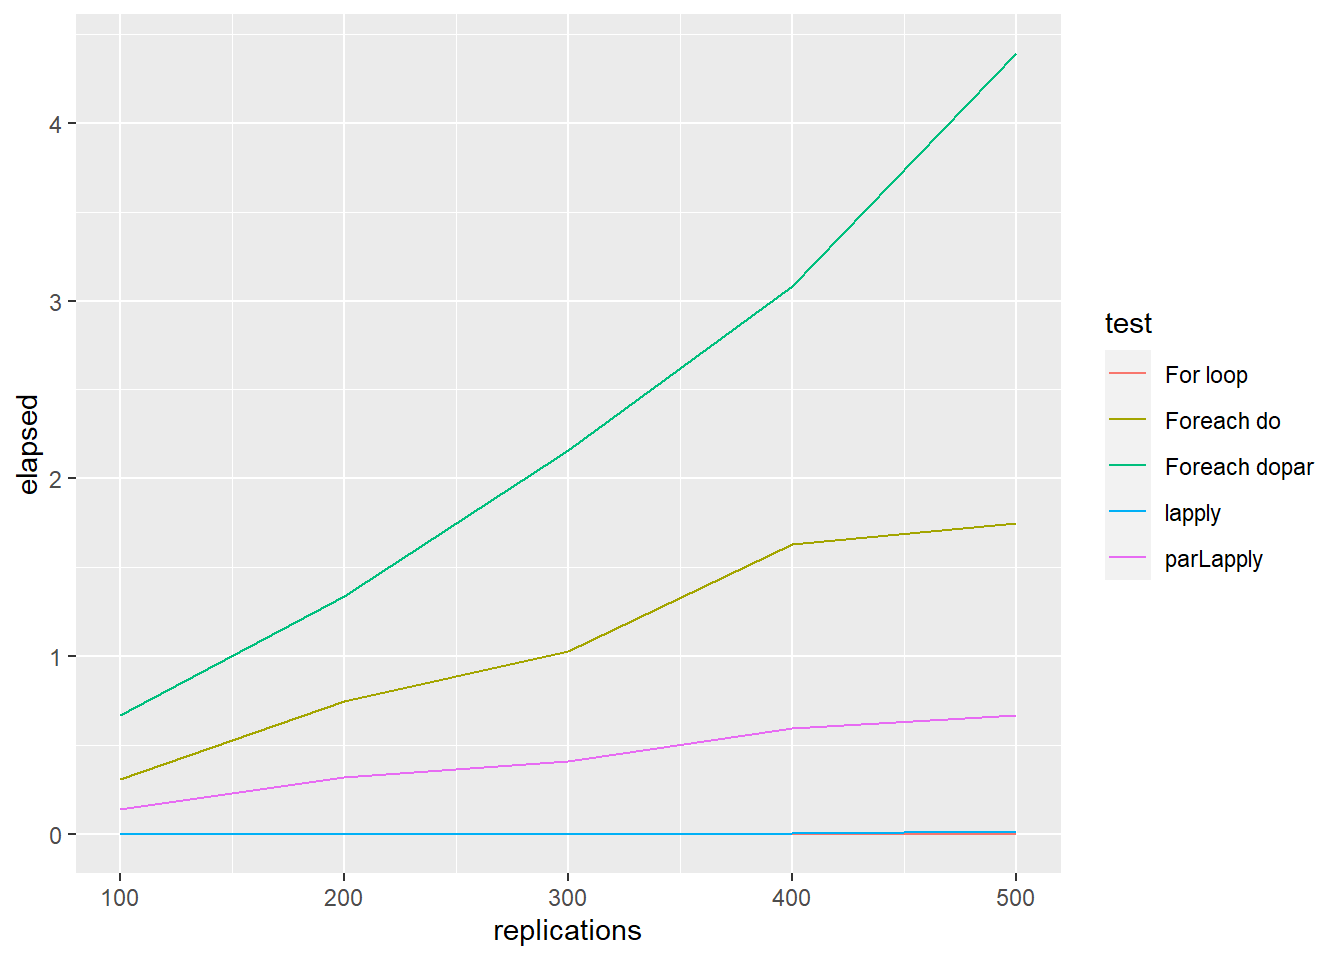 elapsed
4
3
2
1
0
100 200 300 400 500
replications
test
For loop
Foreach do
Foreach dopar
lapply
parLapply